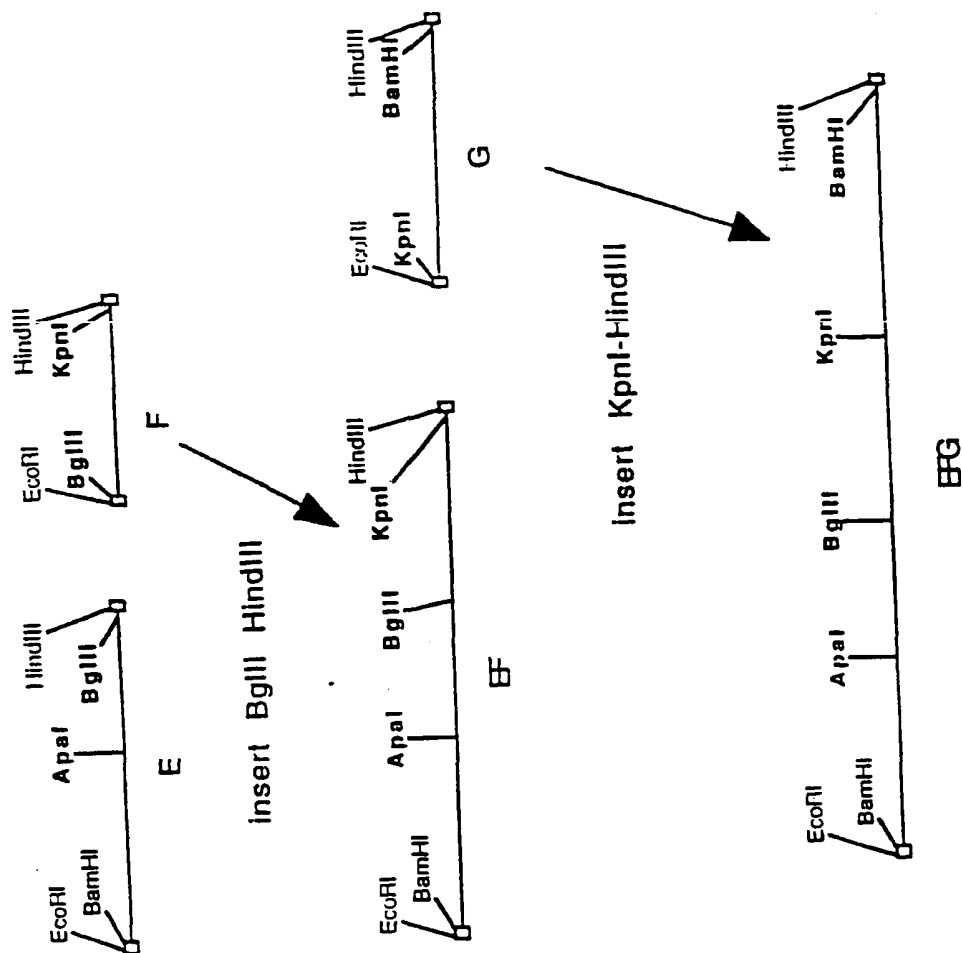 EcoRI
BamHI
ApaI
HindIII
BglII
E
EcoRI
BglII
HindIII
KpnI
F
insert BglII HindIII
EcoRI
BamHI
ApaI
BglII
KpnI
HindIII
EF
EcoRI
KpnI
HindIII
BamHI
G
insert KpnI-HindIII
EcoRI
BamHI
ApaI
BglII
KpnI
HindIII
BamHI
EFG